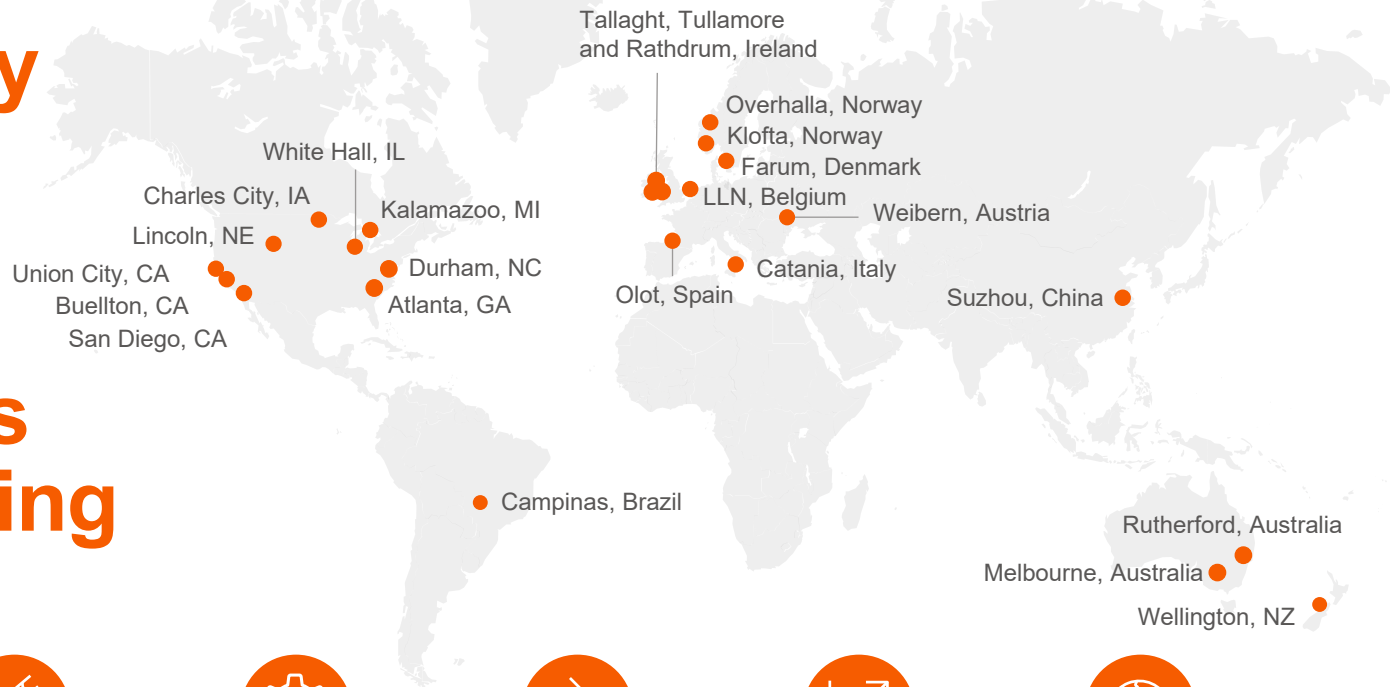 y
s
ing
Tallaght, Tullamore
and Rathdrum, Ireland
Overhalla, Norway
Klofta, Norway
Farum, Denmark
LLN, Belgium
Weibern, Austria
White Hall, IL
Charles City, IA
Kalamazoo, MI
Lincoln, NE
Union City, CA
Durham, NC
Buellton, CA
Atlanta, GA
San Diego, CA
Catania, Italy
Olot, Spain
Suzhou, China
Campinas, Brazil
Rutherford, Australia
Melbourne, Australia
Wellington, NZ